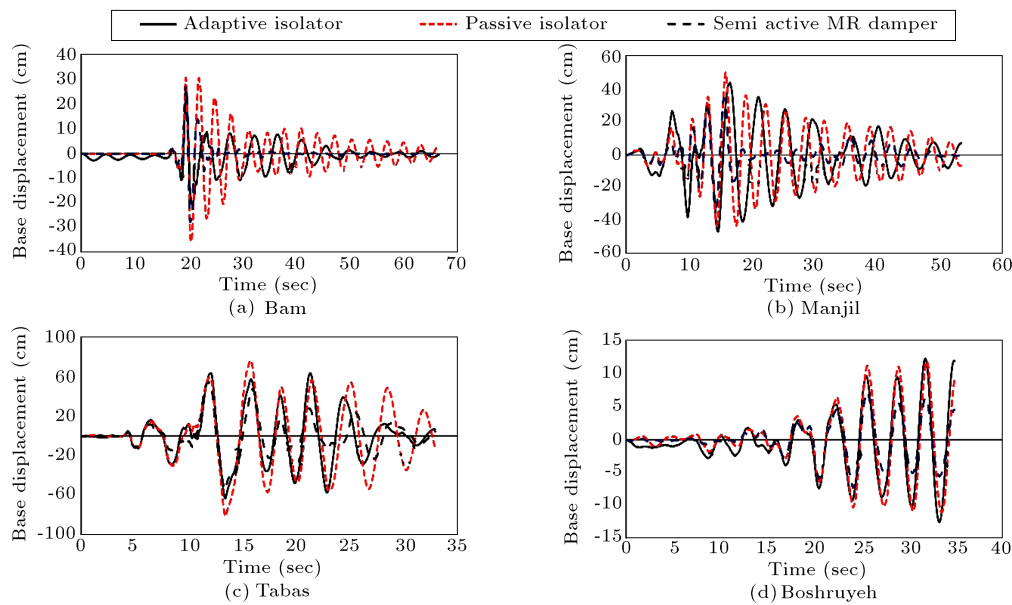 Adaptive isolator Passive isolator Semi active MR damper
Base displacement (cm)
40
30
20
10
0
-10
-20
-30
-40
0 10 20 30 40 50 60 70
Time (sec)
(a) Bam
Base displacement (cm)
60
40
20
0
-20
-40
-60
0 10 20 30 40 50 60
Time (sec)
(b) Manjil
Base displacement (cm)
100
60
20
-20
-60
-100
0 5 10 15 20 25 30 35
Time (sec)
(c) Tabas
Base displacement (cm)
15
10
5
0
-5
-10
-15
0 5 10 15 20 25 30 35 40
Time (sec)
(d) Boshruyeh